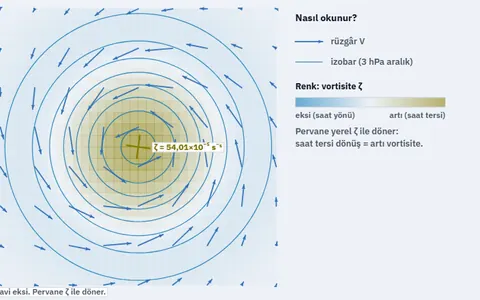 Nasıl okunur?
rüzgâr V
izobar (3 hPa aralık)
Renk: vortisite ζ
eksi (saat yönü) artı (saat tersi)
Pervane yerel ζ ile döner:
saat tersi dönüş = artı vortisite.
ζ = 54,01×10⁻⁵ s⁻¹
avi eksi. Pervane ζ ile döner.